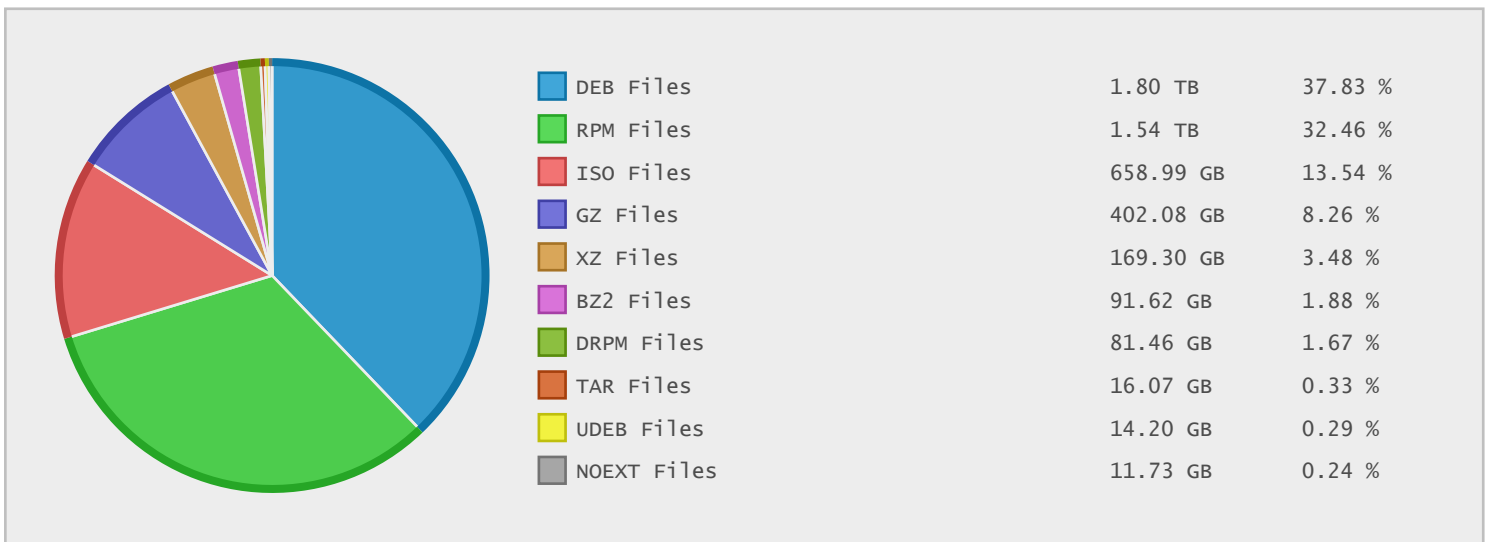 DEB Files 1.80 TB 37.83 %
RPM Files 1.54 TB 32.46 %
ISO Files 658.99 GB 13.54 %
GZ Files 402.08 GB 8.26 %
XZ Files 169.30 GB 3.48 %
BZ2 Files 91.62 GB 1.88 %
DRPM Files 81.46 GB 1.67 %
TAR Files 16.07 GB 0.33 %
UDEB Files 14.20 GB 0.29 %
NOEXT Files 11.73 GB 0.24 %